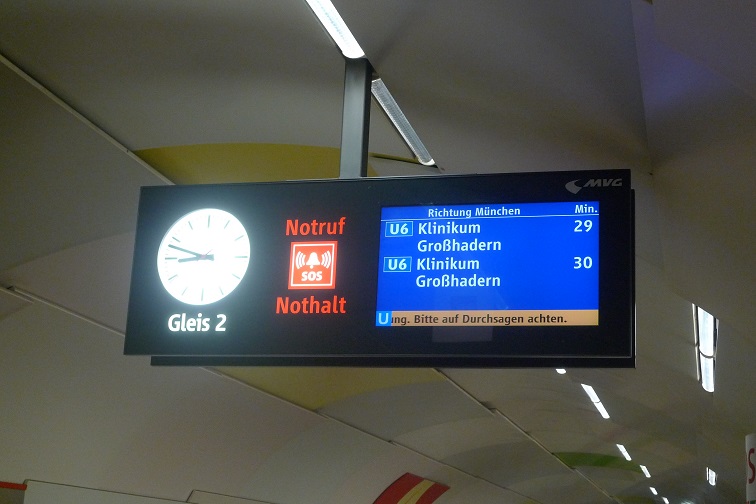 MVG
Notruf
SOS
Nothalt
Gleis 2
Richtung München Min.
U6 Klinikum 29
Großhadern
U6 Klinikum 30
Großhadern
U ung. Bitte auf Durchsagen achten.